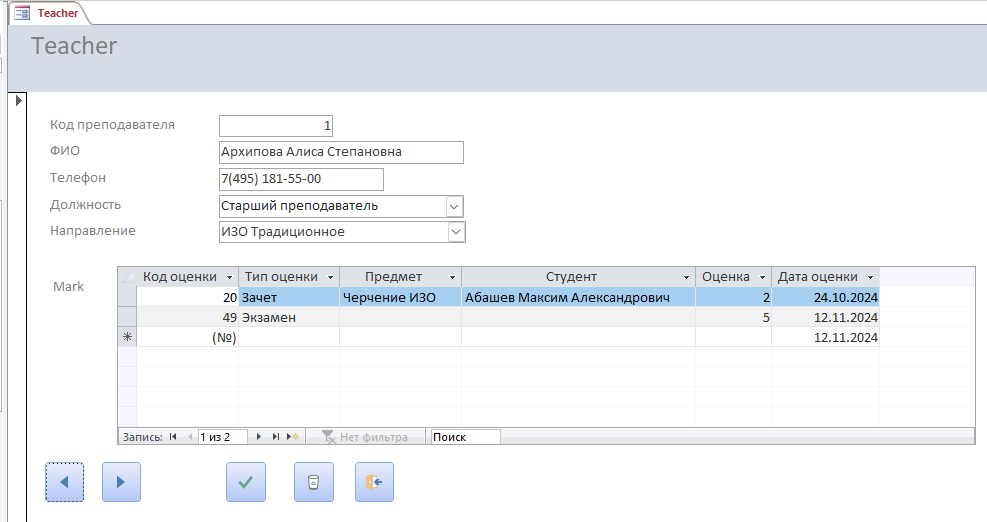 Teacher
Teacher
Код преподавателя 1
ФИО Архипова Алиса Степановна
Телефон 7(495) 181-55-00
Должность Старший преподаватель
Направление ИЗО Традиционное
Mark
Код оценки Тип оценки Предмет Студент Оценка Дата оценки
20 Зачет Черчение ИЗО Абашев Максим Александрович 2 24.10.2024
49 Экзамен 5 12.11.2024
(№) 12.11.2024
Запись: 1 из 2 Нет фильтра Поиск